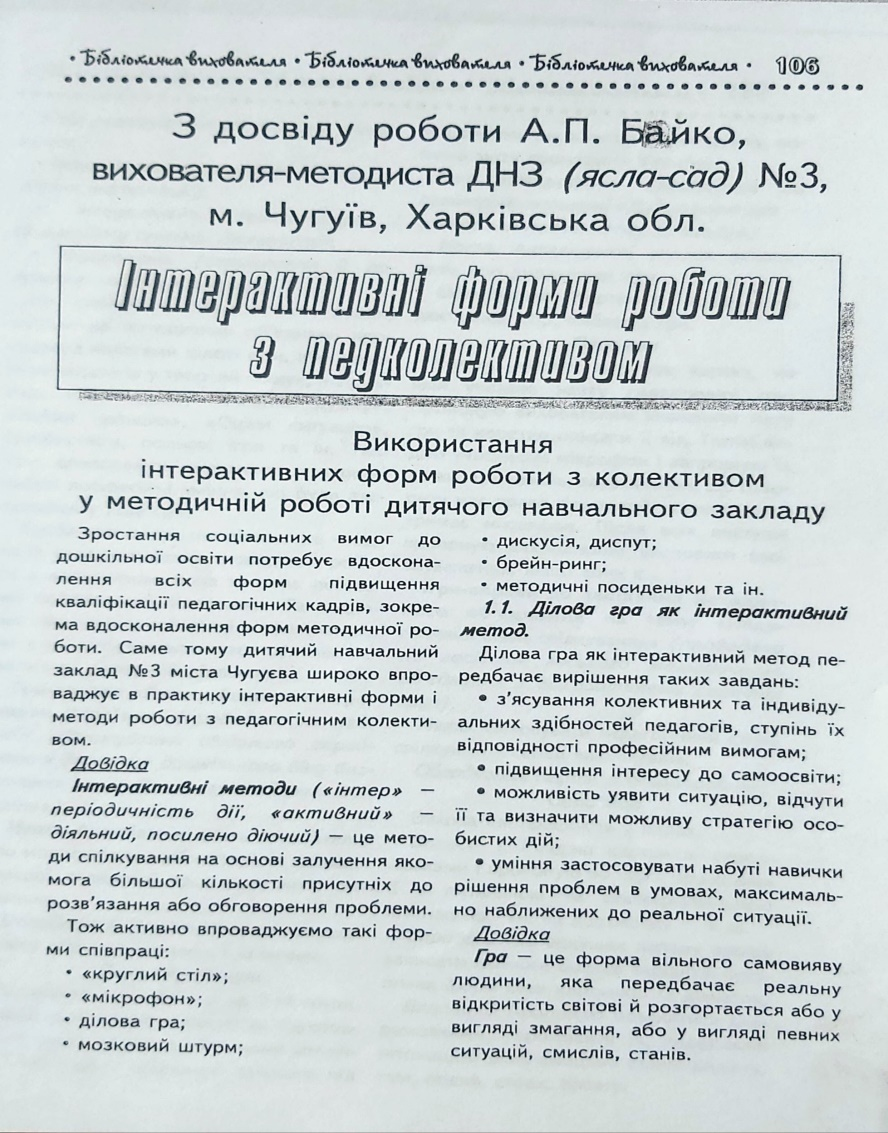 • Бібліотечка вихователя • Бібліотечка вихователя • Бібліотечка вихователя • 106
З досвіду роботи А.П. Байко,
вихователя-методиста ДНЗ (ясла-сад) №3,
м. Чугуїв, Харківська обл.
Інтерактивні форми роботи
з педколективом
Використання
інтерактивних форм роботи з колективом
у методичній роботі дитячого навчального закладу
Зростання соціальних вимог до
дошкільної освіти потребує вдоскона-
лення всіх форм підвищення
кваліфікації педагогічних кадрів, зокре-
ма вдосконалення форм методичної ро-
боти. Саме тому дитячий навчальний
заклад №3 міста Чугуєва широко впро-
ваджує в практику інтерактивні форми і
методи роботи з педагогічним колекти-
вом.
Довідка
Інтерактивні методи («інтер» —
періодичність дії, «активний» —
діяльний, посилено діючий) — це мето-
ди спілкування на основі залучення яко-
мога більшої кількості присутніх до
розв'язання або обговорення проблеми.
Тож активно впроваджуємо такі фор-
ми співпраці:
• «круглий стіл»;
• «мікрофон»;
• ділова гра;
• мозковий штурм;
• дискусія, диспут;
• брейн-ринг;
• методичні посиденьки та ін.
1.1. Ділова гра як інтерактивний
метод.
Ділова гра як інтерактивний метод пе-
редбачає вирішення таких завдань:
• з'ясування колективних та індивіду-
альних здібностей педагогів, ступінь їх
відповідності професійним вимогам;
• підвищення інтересу до самоосвіти;
• можливість уявити ситуацію, відчути
її та визначити можливу стратегію осо-
бистих дій;
• уміння застосовувати набуті навички
рішення проблем в умовах, максималь-
но наближених до реальної ситуації.
Довідка
Гра — це форма вільного самовияву
людини, яка передбачає реальну
відкритість світові й розгортається або у
вигляді змагання, або у вигляді певних
ситуацій, смислів, станів.